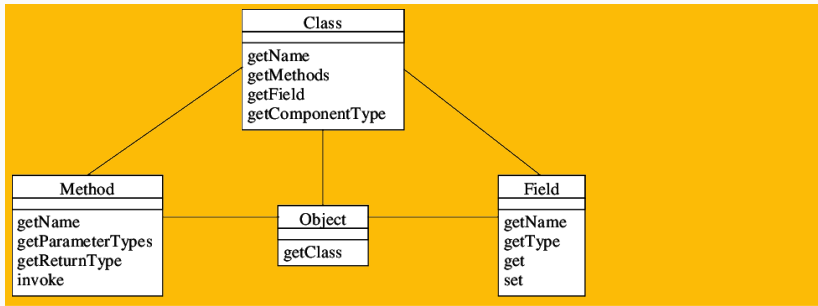 Class
getName
getMethods
getField
getComponentType
Method
getName
getParameterTypes
getReturnType
invoke
Object
getClass
Field
getName
getType
get
set